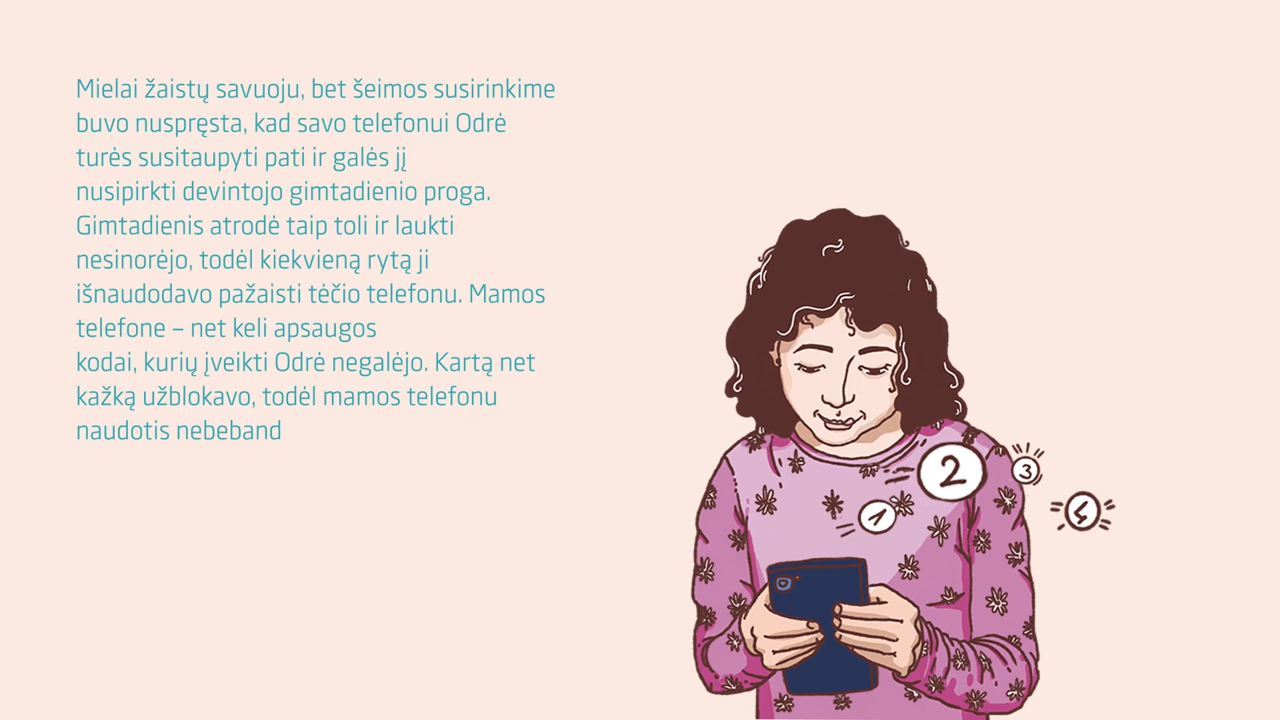 Mielai žaistų savuoju, bet šeimos susirinkime
buvo nuspręsta, kad savo telefonui Odrė
turės susitaupyti pati ir galės jį
nusipirkti devintojo gimtadienio proga.
Gimtadienis atrodė taip toli ir laukti
nesinorėjo, todėl kiekvieną rytą ji
išnaudodavo pažaisti tėčio telefonu. Mamos
telefone – net keli apsaugos
kodai, kurių įveikti Odrė negalėjo. Kartą net
kažką užblokavo, todėl mamos telefonu
naudotis nebeband
2
3
1